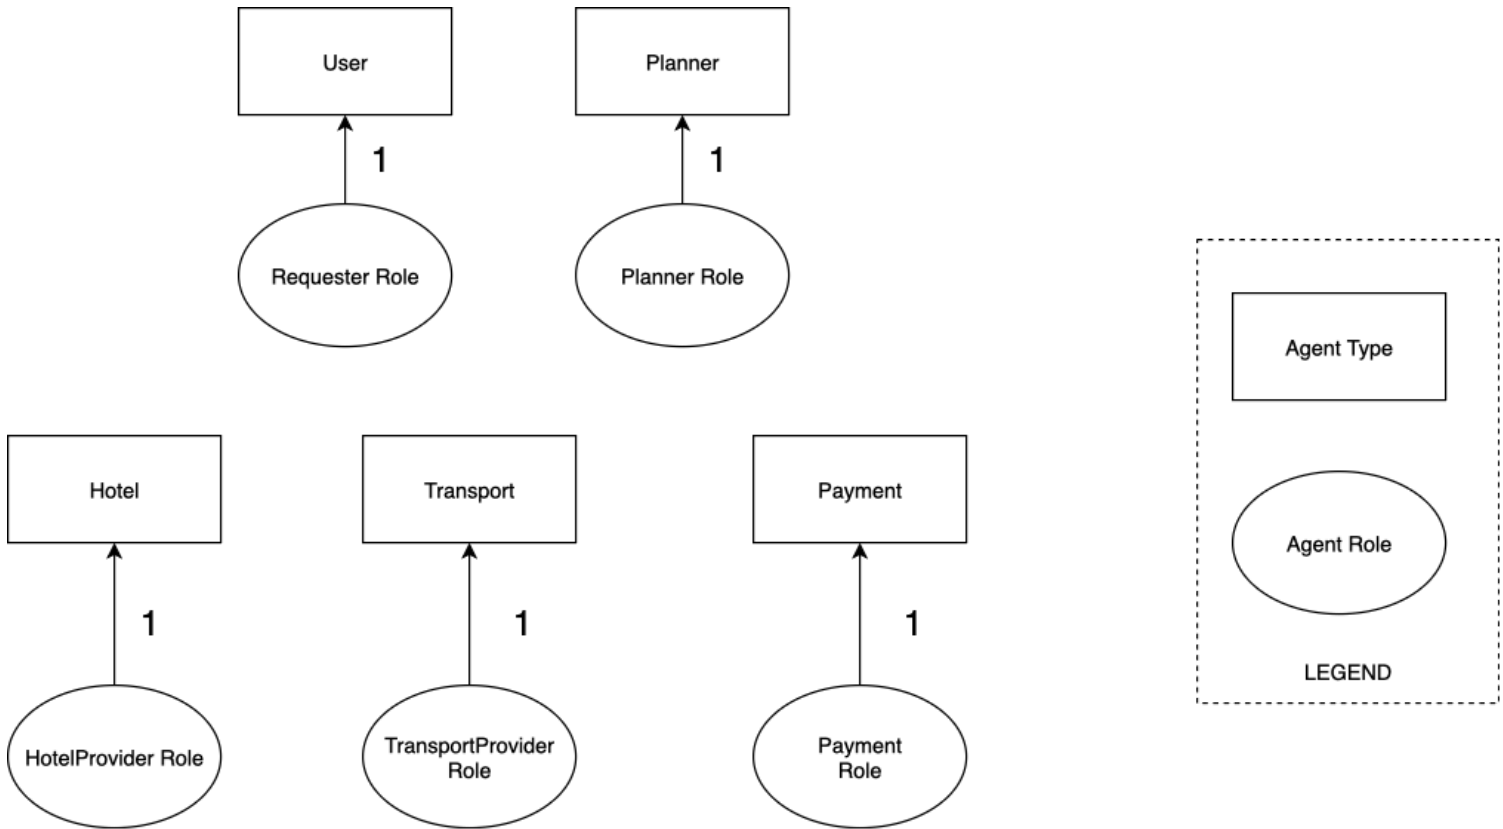 User
Planner
1
1
Requester Role
Planner Role
Agent Type
Hotel
Transport
Payment
Agent Role
1
1
1
LEGEND
HotelProvider Role
TransportProvider
Role
Payment
Role